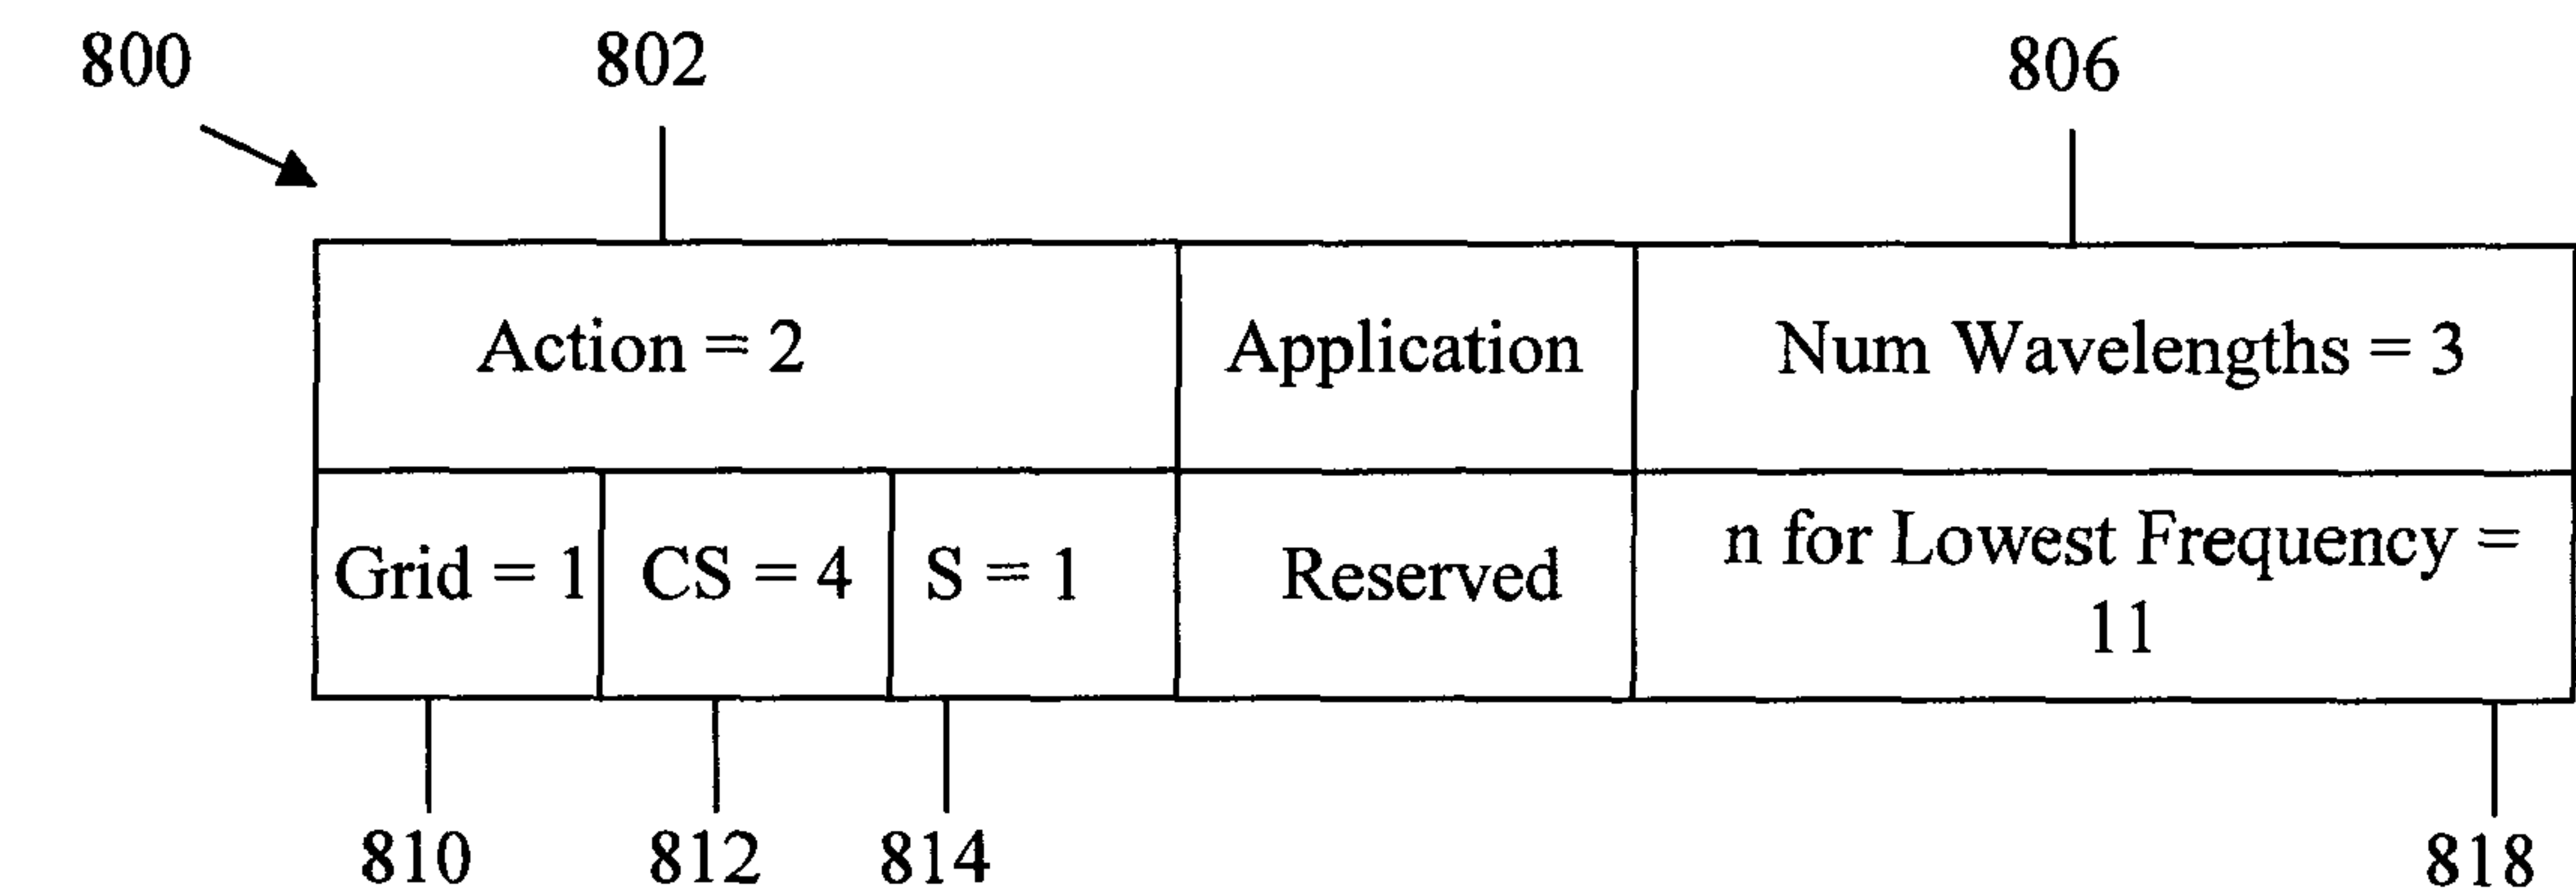 800 802 806
Action = 2 Application Num Wavelengths = 3
Grid = 1 CS = 4 S = 1 Reserved n for Lowest Frequency =
11
810 812 814 818